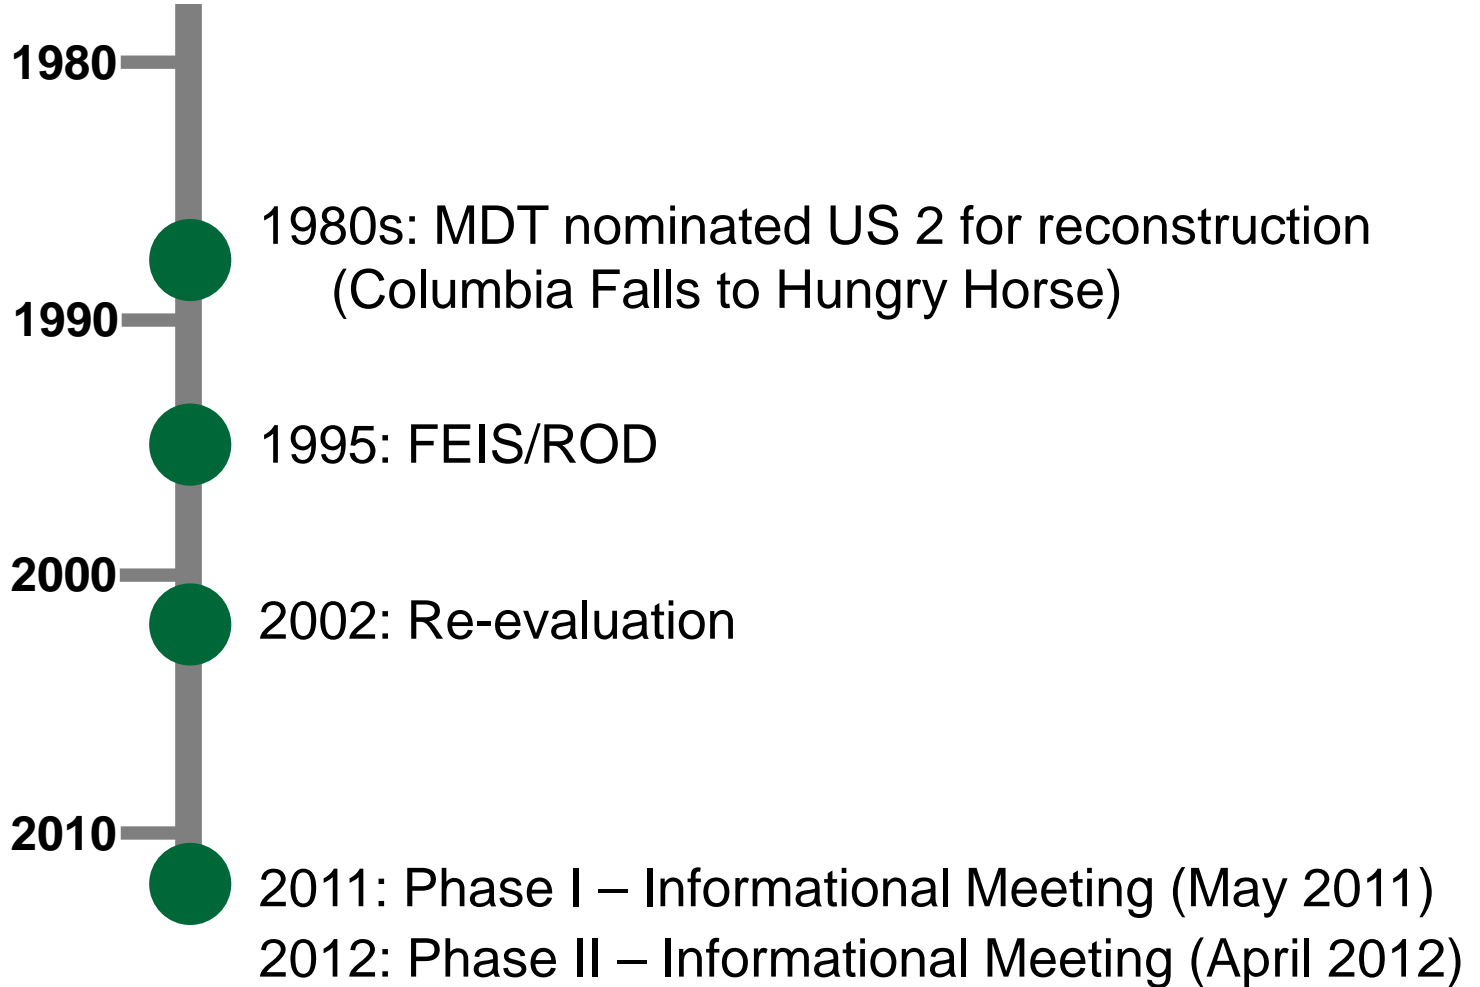 1980
1980s: MDT nominated US 2 for reconstruction
(Columbia Falls to Hungry Horse)
1990
1995: FEIS/ROD
2000
2002: Re-evaluation
2010
2011: Phase I – Informational Meeting (May 2011)
2012: Phase II – Informational Meeting (April 2012)